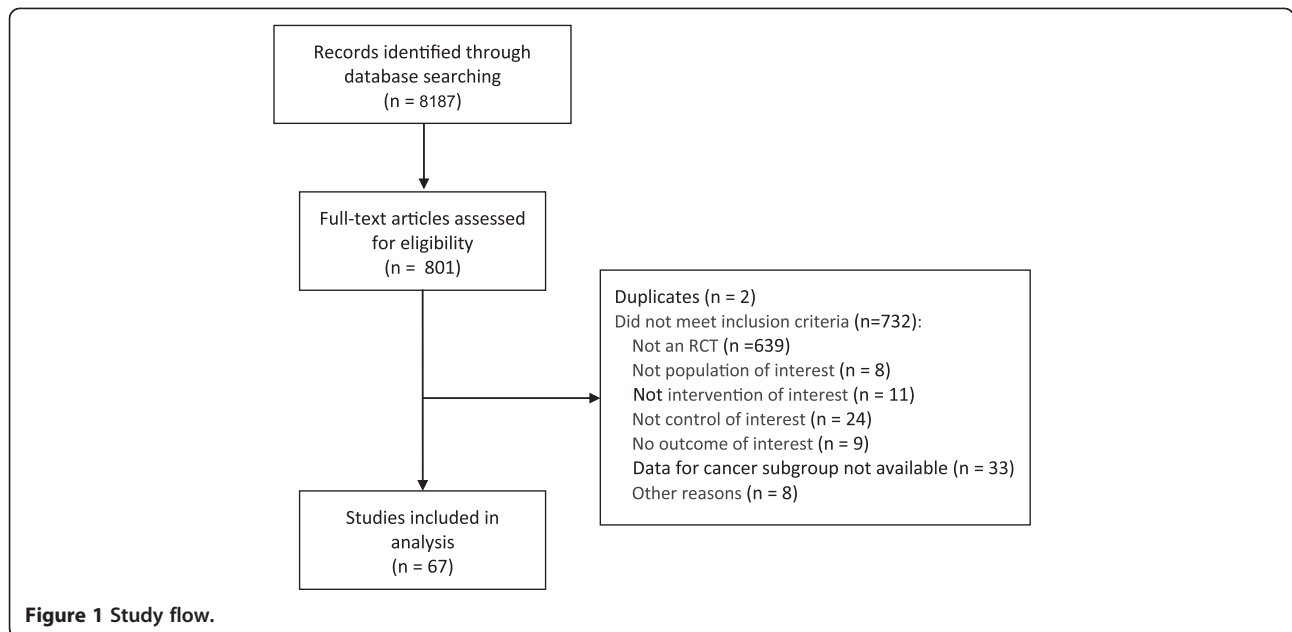 Records identified through
database searching
(n = 8187)
Full-text articles assessed
for eligibility
(n = 801)
Duplicates (n = 2)
Did not meet inclusion criteria (n=732):
Not an RCT (n =639)
Not population of interest (n = 8)
Not intervention of interest (n = 11)
Not control of interest (n = 24)
No outcome of interest (n = 9)
Data for cancer subgroup not available (n = 33)
Other reasons (n = 8)
Studies included in
analysis
(n = 67)
Figure 1 Study flow.